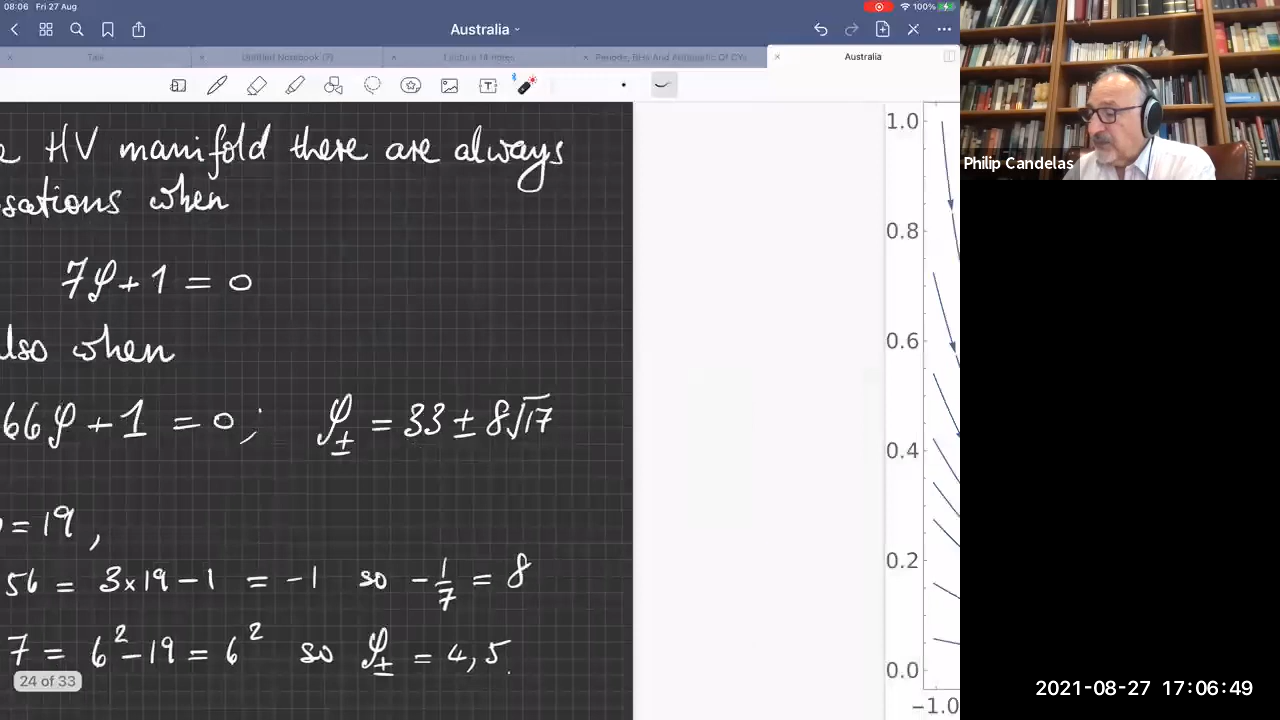 08:06 Fri 27 Aug
100%
Australia
Talk
Untitled Notebook (7)
Lecture 14 notes
Periods, BHs And Arithmetic Of CYs
Australia
HV manifold there are always
sations when
7φ + 1 = 0
lso when
66φ + 1 = 0 ; φ± = 33 ± 8√17
= 19 ,
56 = 3×19 − 1 = −1 so −1/7 = 8
7 = 6² − 19 = 6² so φ± = 4, 5.
24 of 33
1.0
0.8
0.6
0.4
0.2
0.0
−1.0
Philip Candelas
2021-08-27 17:06:49